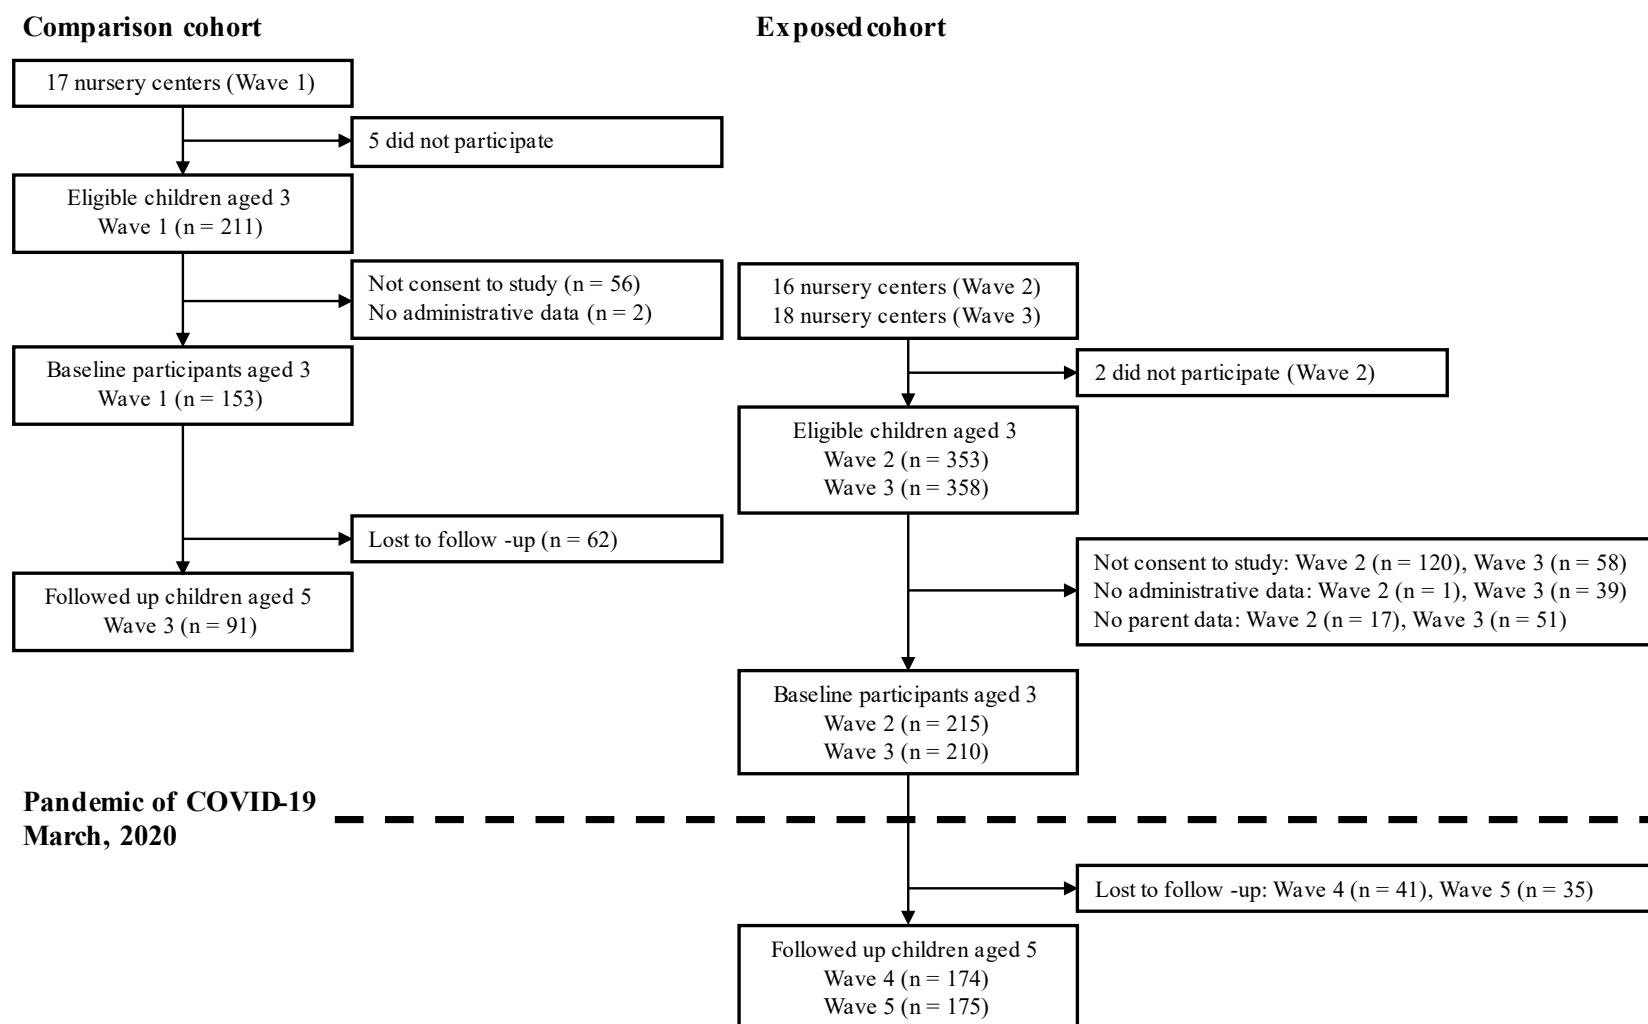 Comparison cohort
17 nursery centers (Wave 1)
5 did not participate
Eligible children aged 3
Wave 1 (n = 211)
Not consent to study (n = 56)
No administrative data (n = 2)
Baseline participants aged 3
Wave 1 (n = 153)
Lost to follow -up (n = 62)
Followed up children aged 5
Wave 3 (n = 91)
Exposed cohort
16 nursery centers (Wave 2)
18 nursery centers (Wave 3)
2 did not participate (Wave 2)
Eligible children aged 3
Wave 2 (n = 353)
Wave 3 (n = 358)
Not consent to study: Wave 2 (n = 120), Wave 3 (n = 58)
No administrative data: Wave 2 (n = 1), Wave 3 (n = 39)
No parent data: Wave 2 (n = 17), Wave 3 (n = 51)
Baseline participants aged 3
Wave 2 (n = 215)
Wave 3 (n = 210)
Pandemic of COVID-19
March, 2020
Lost to follow -up: Wave 4 (n = 41), Wave 5 (n = 35)
Followed up children aged 5
Wave 4 (n = 174)
Wave 5 (n = 175)